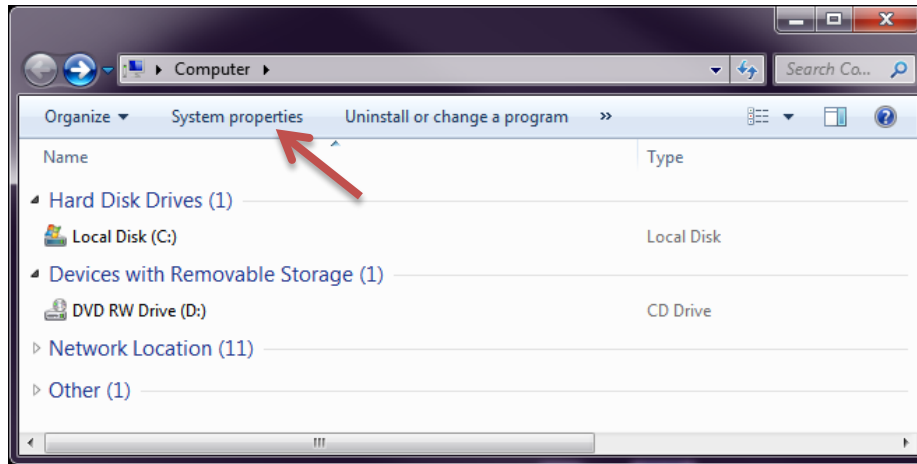 Computer
Search Co...
Organize
System properties
Uninstall or change a program
»
Name
Type
Hard Disk Drives (1)
Local Disk (C:)
Local Disk
Devices with Removable Storage (1)
DVD RW Drive (D:)
CD Drive
Network Location (11)
Other (1)